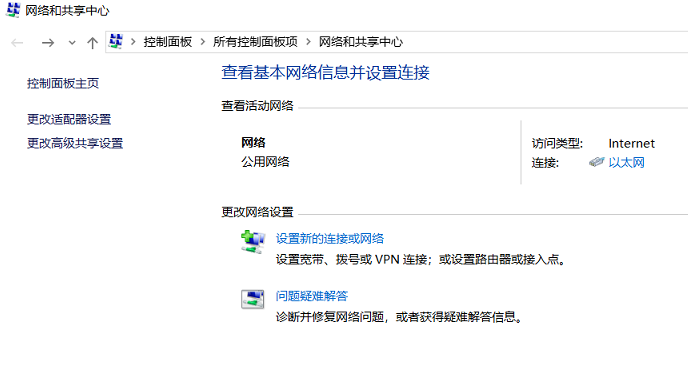 网络和共享中心
控制面板 > 所有控制面板项 > 网络和共享中心
控制面板主页
更改适配器设置
更改高级共享设置
查看基本网络信息并设置连接
查看活动网络
网络
公用网络
访问类型: Internet
连接: 以太网
更改网络设置
设置新的连接或网络
设置宽带、拨号或 VPN 连接；或设置路由器或接入点。
问题疑难解答
诊断并修复网络问题，或者获得疑难解答信息。